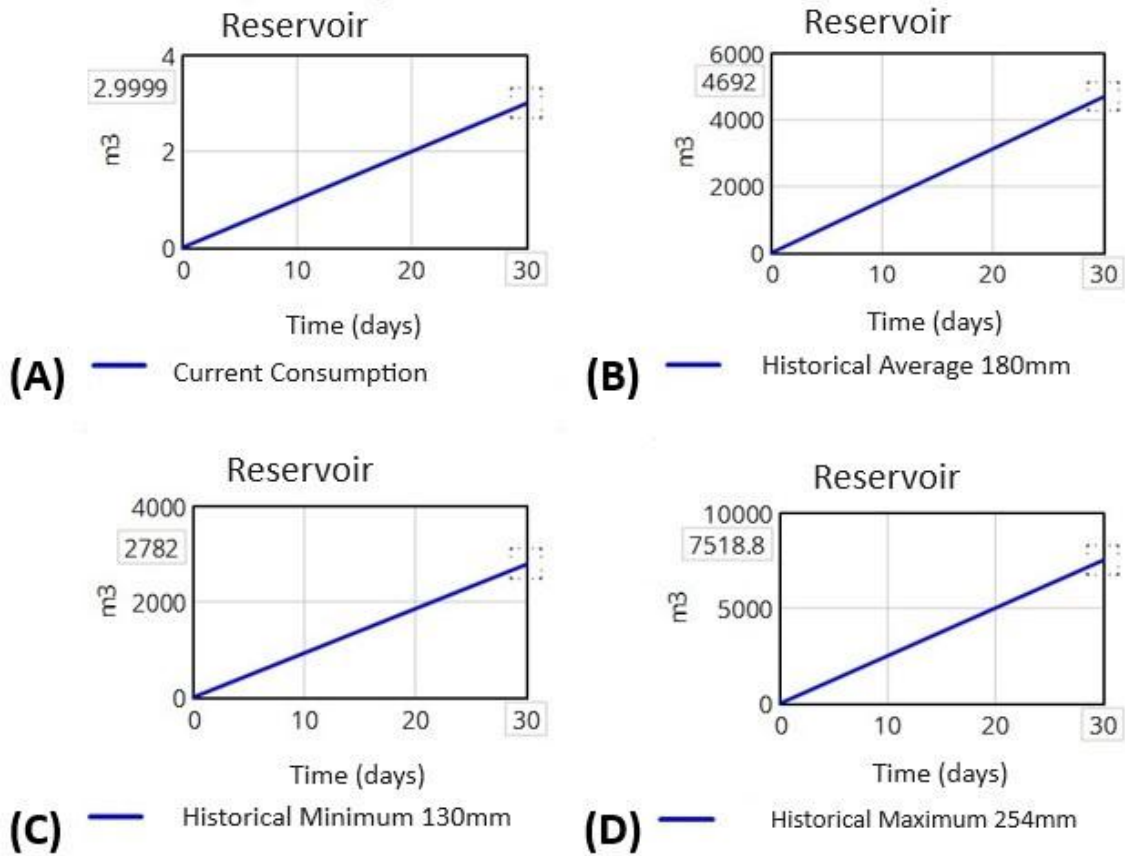 Reservoir
4
2.9999
m3
2
0
0 10 20 30
Time (days)
(A) Current Consumption
Reservoir
6000
4692
4000
m3
2000
0
0 10 20 30
Time (days)
(B) Historical Average 180mm
Reservoir
4000
2782
m3
2000
0
0 10 20 30
Time (days)
(C) Historical Minimum 130mm
Reservoir
10000
7518.8
m3
5000
0
0 10 20 30
Time (days)
(D) Historical Maximum 254mm